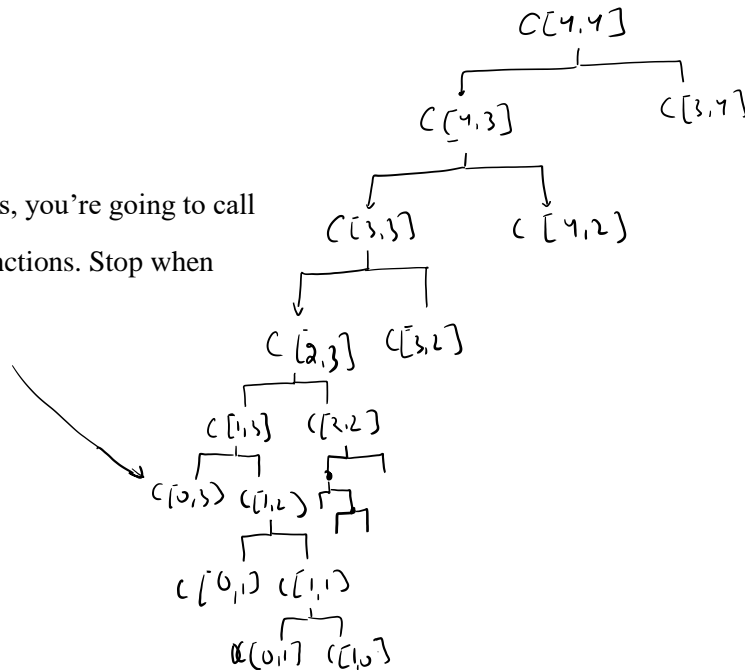 C[4,4]
C[4,3] C[3,4]
s, you're going to call
C[3,3] C[4,2]
nctions. Stop when
C[2,3] C[3,2]
C[1,3] C[2,2]
C[0,3) C[1,2)
C[0,1] C[1,1]
C[0,1] C[1,0]